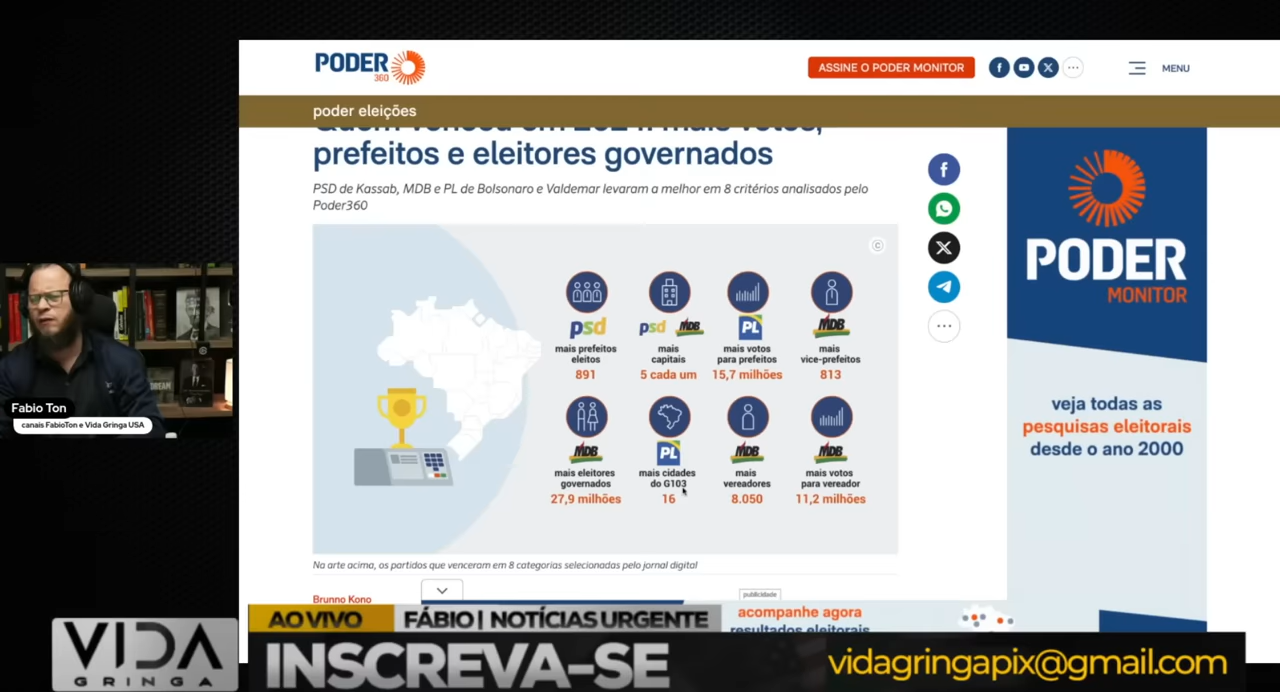 PODER
360
ASSINE O PODER MONITOR
MENU
poder eleições
prefeitos e eleitores governados
PSD de Kassab, MDB e PL de Bolsonaro e Valdemar levaram a melhor em 8 critérios analisados pelo
Poder360
psd
mais prefeitos
eleitos
891
psd MDB
mais
capitais
5 cada um
PL
mais votos
para prefeitos
15,7 milhões
MDB
mais
vice-prefeitos
813
MDB
mais eleitores
governados
27,9 milhões
PL
mais cidades
do G103
16
MDB
mais
vereadores
8.050
MDB
mais votos
para vereador
11,2 milhões
Na arte acima, os partidos que venceram em 8 categorias selecionadas pelo jornal digital
Brunno Kono
publicidade
acompanhe agora
resultados eleitorais
PODER
MONITOR
veja todas as
pesquisas eleitorais
desde o ano 2000
DREAM
Fabio Ton
canais FabioTon e Vida Gringa USA
VIDA
GRINGA
AO VIVO
FÁBIO | NOTÍCIAS URGENTE
INSCREVA-SE
vidagringapix@gmail.com